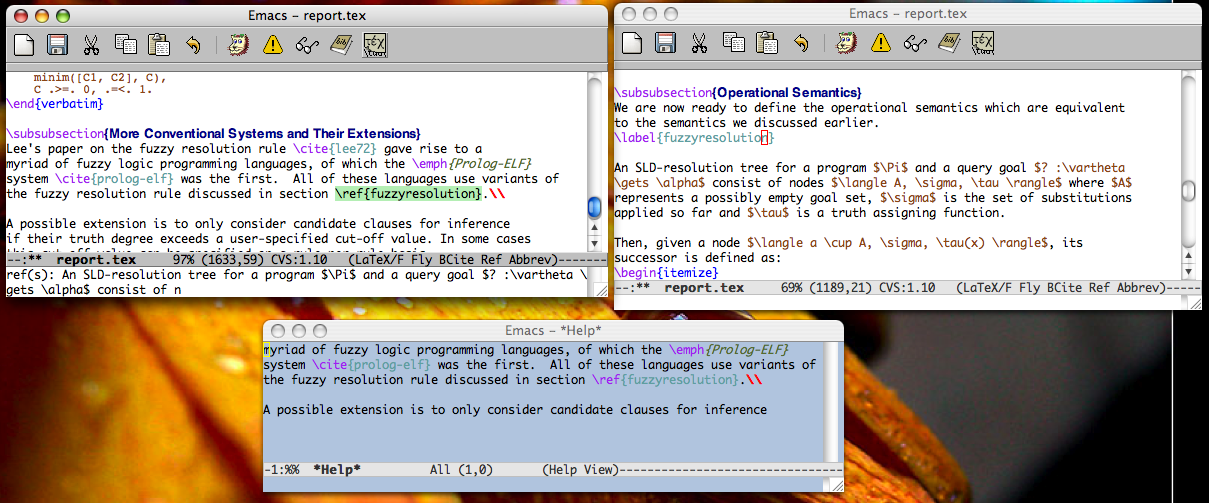 Emacs – report.tex
minim([C1, C2], C),
C .>=. 0, .=<. 1.
\end{verbatim}
\subsubsection{More Conventional Systems and Their Extensions}
Lee's paper on the fuzzy resolution rule \cite{lee72} gave rise to a
myriad of fuzzy logic programming languages, of which the \emph{Prolog-ELF}
system \cite{prolog-elf} was the first.  All of these languages use variants of
the fuzzy resolution rule discussed in section \ref{fuzzyresolution}.\\
A possible extension is to only consider candidate clauses for inference
if their truth degree exceeds a user-specified cut-off value. In some cases
--:**  report.tex     97% (1633,59) CVS:1.10   (LaTeX/F Fly BCite Ref Abbrev)-------
ref(s): An SLD-resolution tree for a program $\Pi$ and a query goal $? :\vartheta \
gets \alpha$ consist of n
Emacs – report.tex
\subsubsection{Operational Semantics}
We are now ready to define the operational semantics which are equivalent
to the semantics we discussed earlier.
\label{fuzzyresolution}
An SLD-resolution tree for a program $\Pi$ and a query goal $? :\vartheta
\gets \alpha$ consist of nodes $\langle A, \sigma, \tau \rangle$ where $A$
represents a possibly empty goal set, $\sigma$ is the set of substitutions
applied so far and $\tau$ is a truth assigning function.
Then, given a node $\langle a \cup A, \sigma, \tau(x) \rangle$, its
successor is defined as:
\begin{itemize}
--:**  report.tex     69% (1189,21) CVS:1.10   (LaTeX/F Fly BCite Ref Abbrev)-----
Emacs – *Help*
myriad of fuzzy logic programming languages, of which the \emph{Prolog-ELF}
system \cite{prolog-elf} was the first.  All of these languages use variants of
the fuzzy resolution rule discussed in section \ref{fuzzyresolution}.\\
A possible extension is to only consider candidate clauses for inference
-1:%%  *Help*          All (1,0)       (Help View)--------------------------------